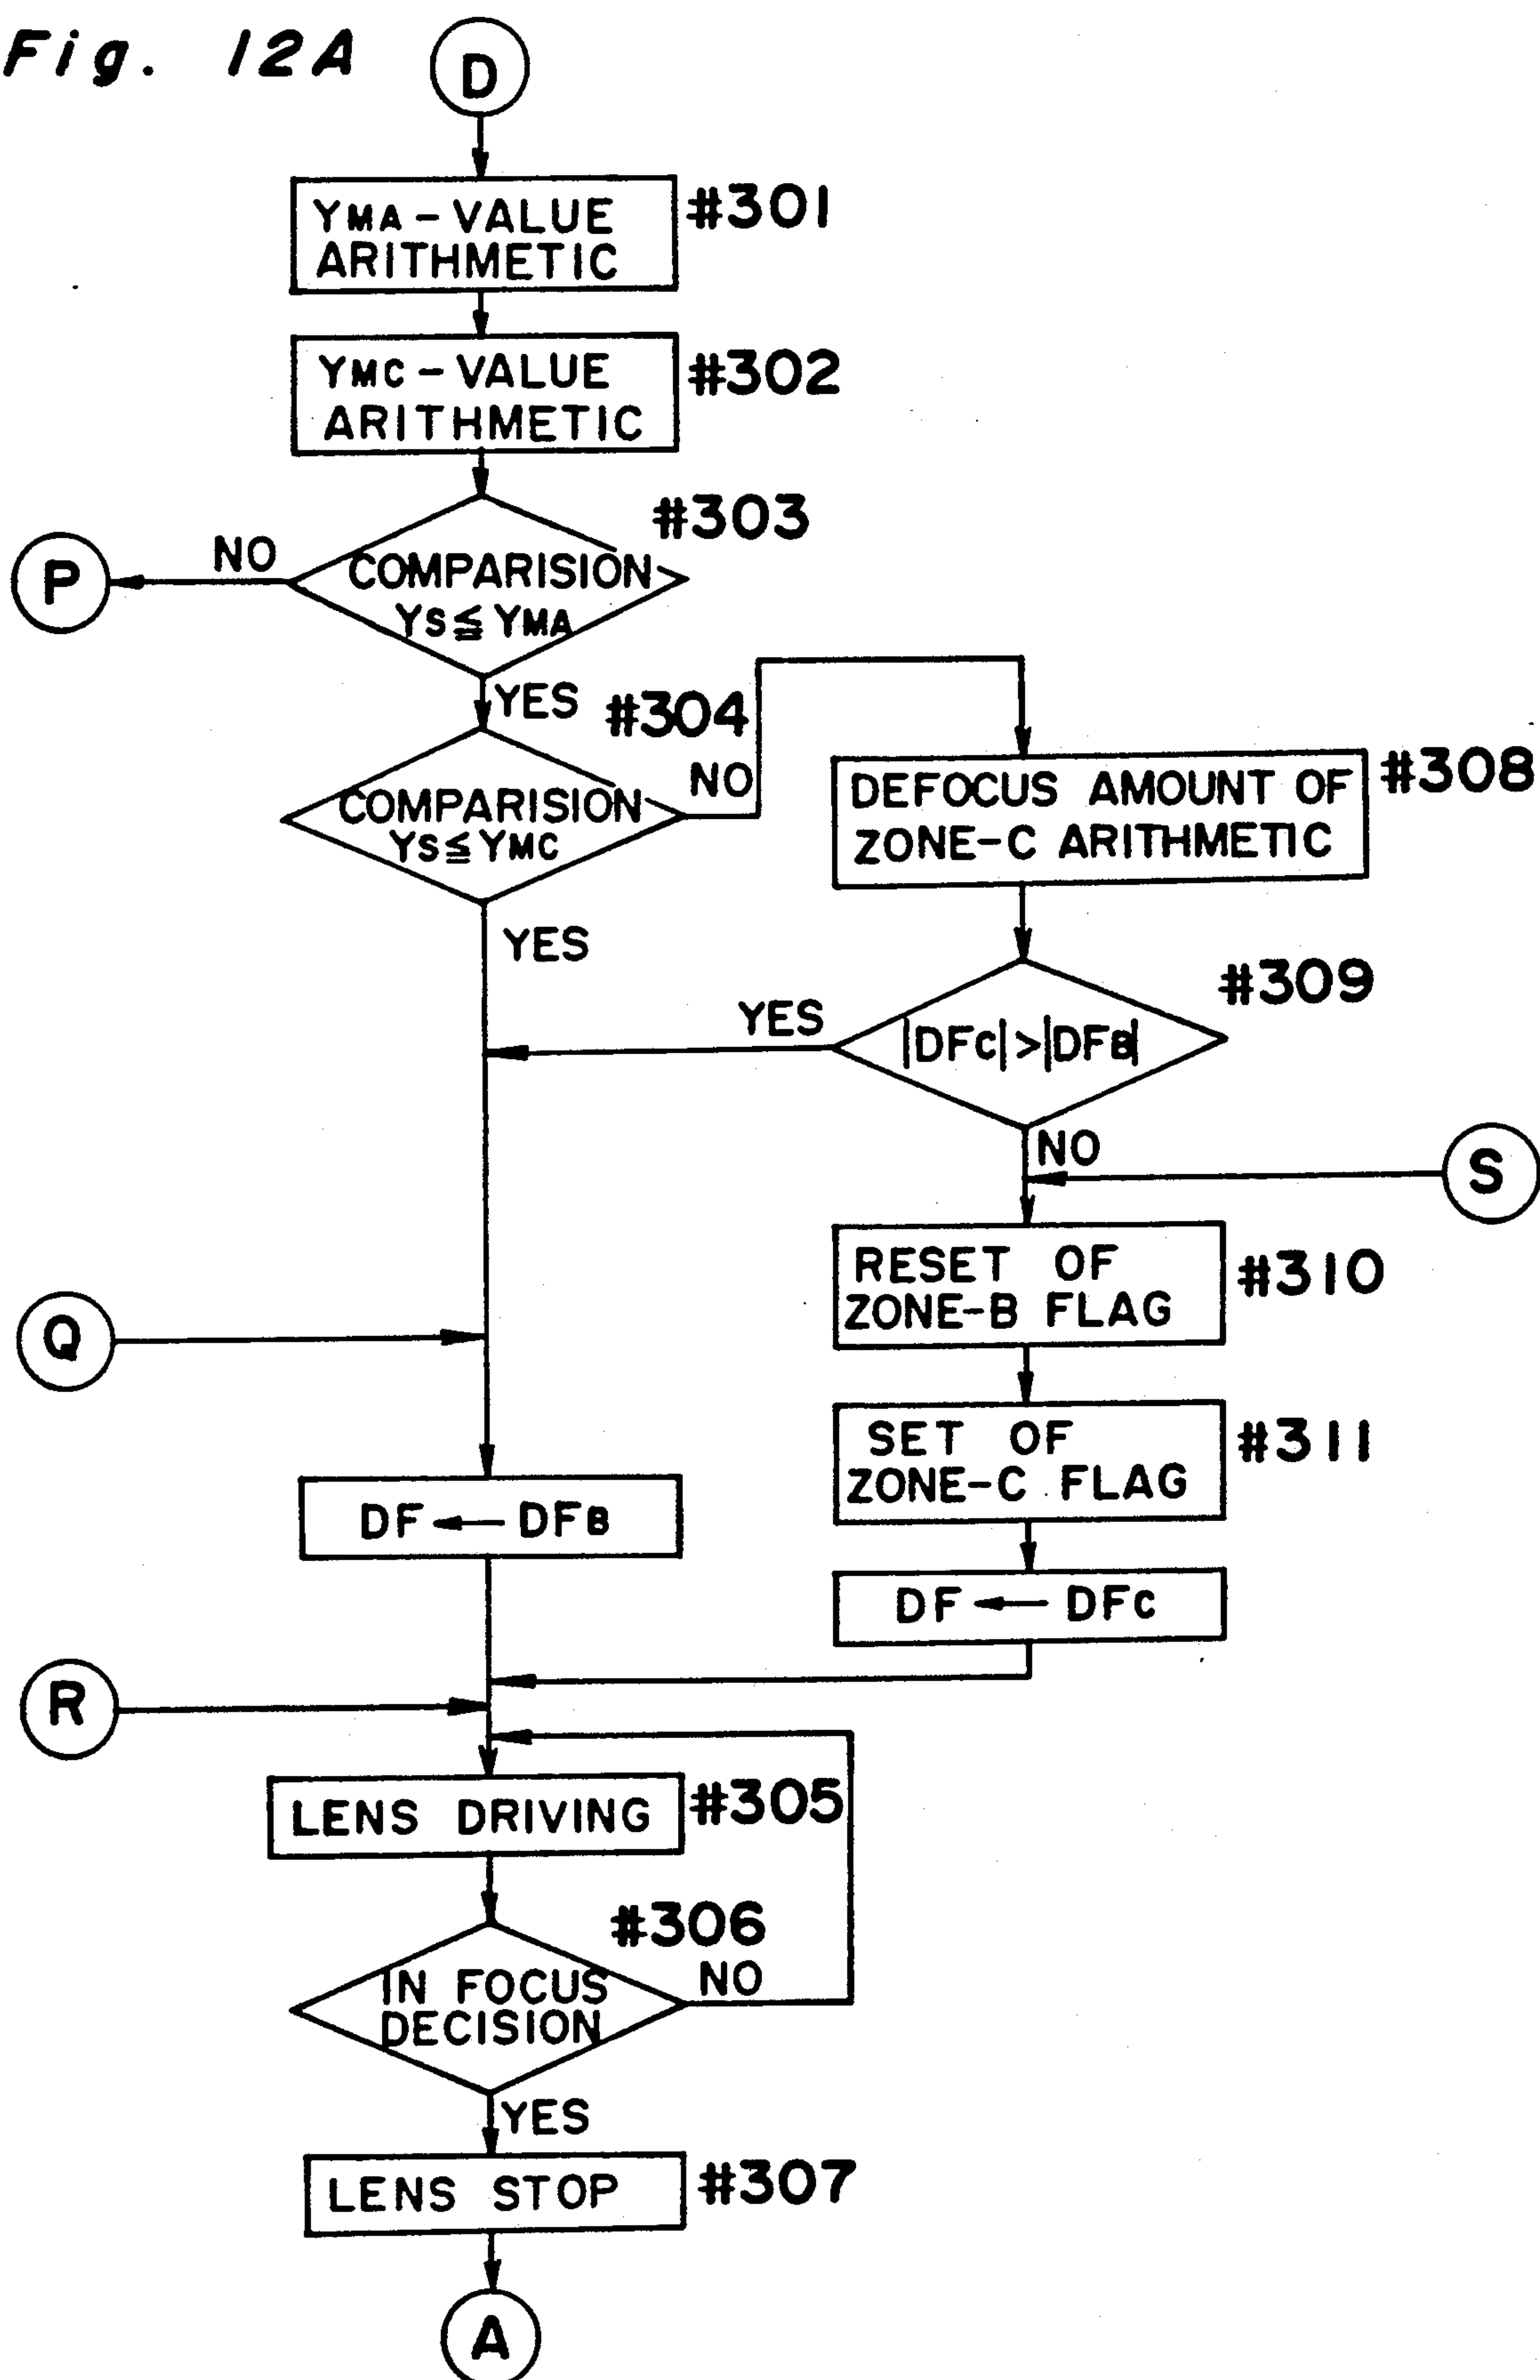 Fig. 12A
D
YMA-VALUE
ARITHMETIC
#301
YMC-VALUE
ARITHMETIC
#302
#303
COMPARISION
YS≦YMA
NO
P
YES
#304
COMPARISION
YS≦YMC
NO
YES
DEFOCUS AMOUNT OF
ZONE-C ARITHMETIC
#308
#309
|DFC|>|DFB|
YES
NO
S
RESET OF
ZONE-B FLAG
#310
Q
SET OF
ZONE-C FLAG
#311
DF ← DFB
DF ← DFC
R
LENS DRIVING
#305
#306
IN FOCUS
DECISION
NO
YES
LENS STOP
#307
A